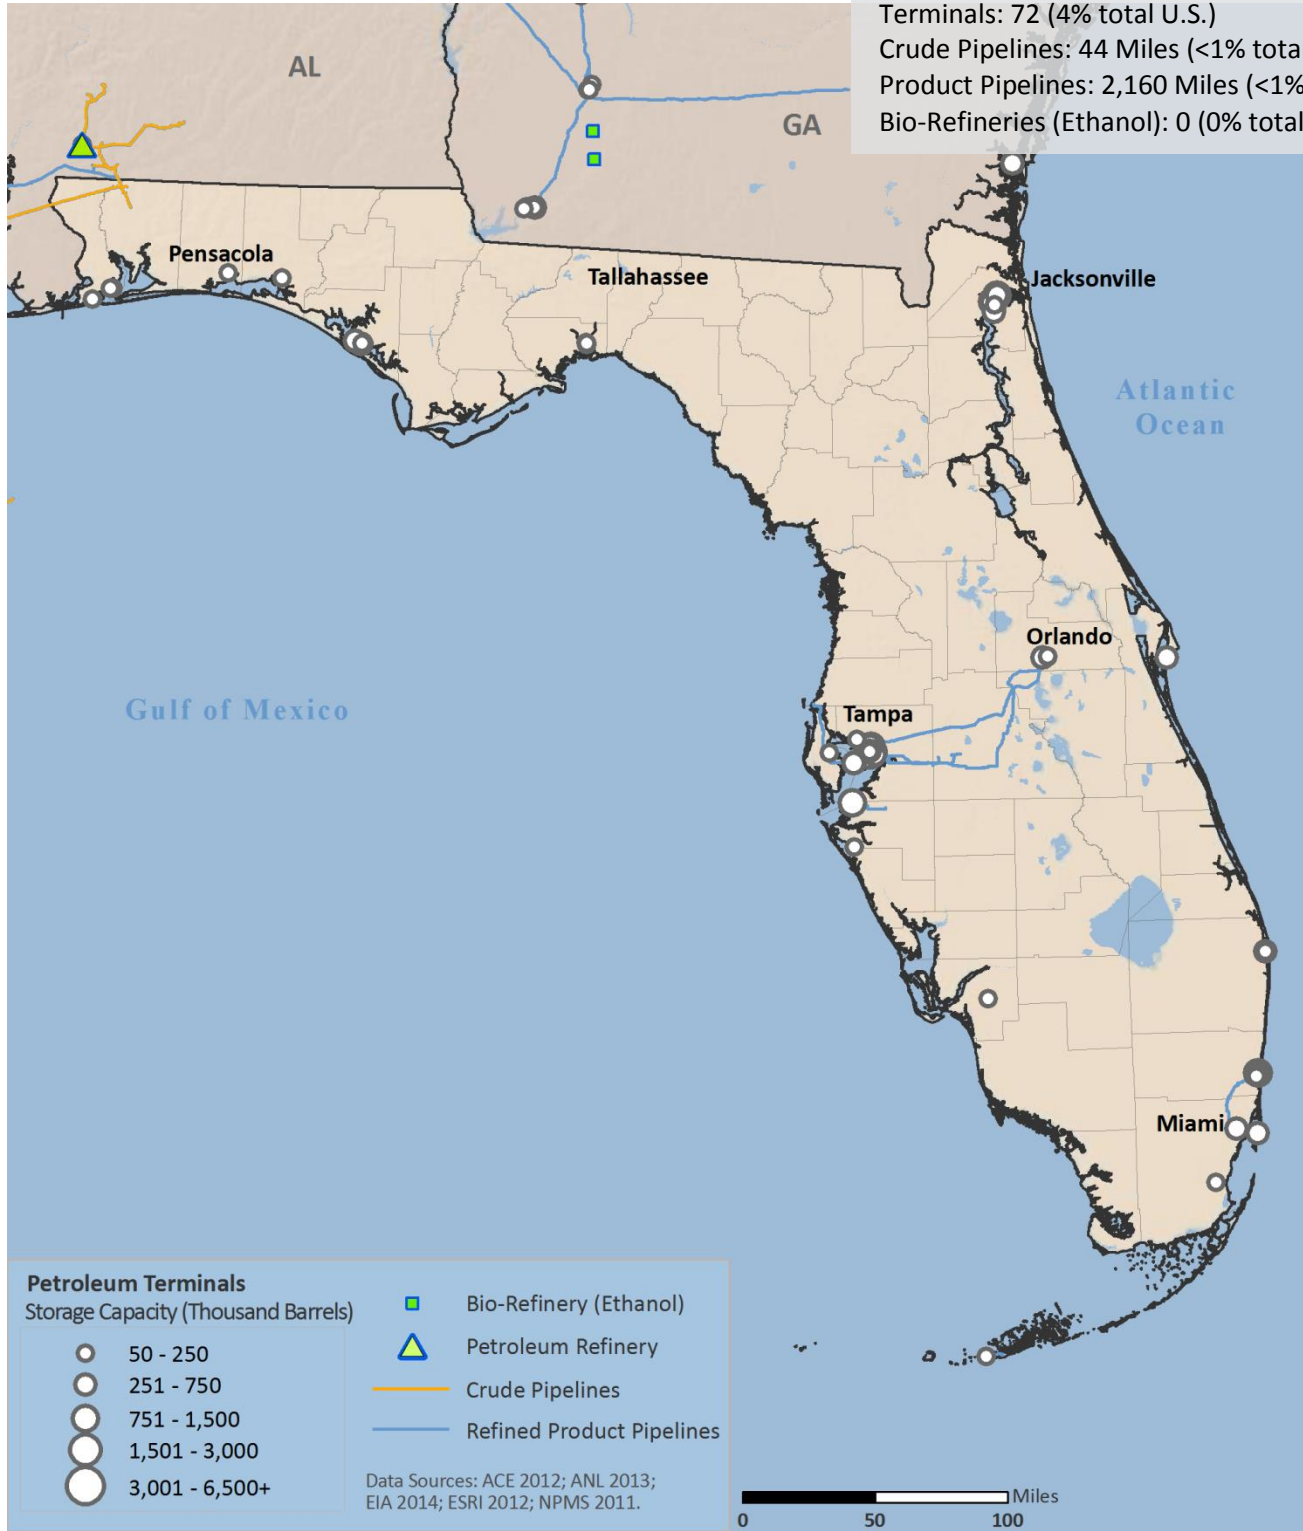 Terminals: 72 (4% total U.S.)
Crude Pipelines: 44 Miles (<1% tota
Product Pipelines: 2,160 Miles (<1%
Bio-Refineries (Ethanol): 0 (0% total
AL
GA
Pensacola
Tallahassee
Jacksonville
Atlantic
Ocean
Orlando
Gulf of Mexico
Tampa
Miami
Petroleum Terminals
Storage Capacity (Thousand Barrels)
50 - 250
251 - 750
751 - 1,500
1,501 - 3,000
3,001 - 6,500+
Bio-Refinery (Ethanol)
Petroleum Refinery
Crude Pipelines
Refined Product Pipelines
Data Sources: ACE 2012; ANL 2013;
EIA 2014; ESRI 2012; NPMS 2011.
Miles
0 50 100